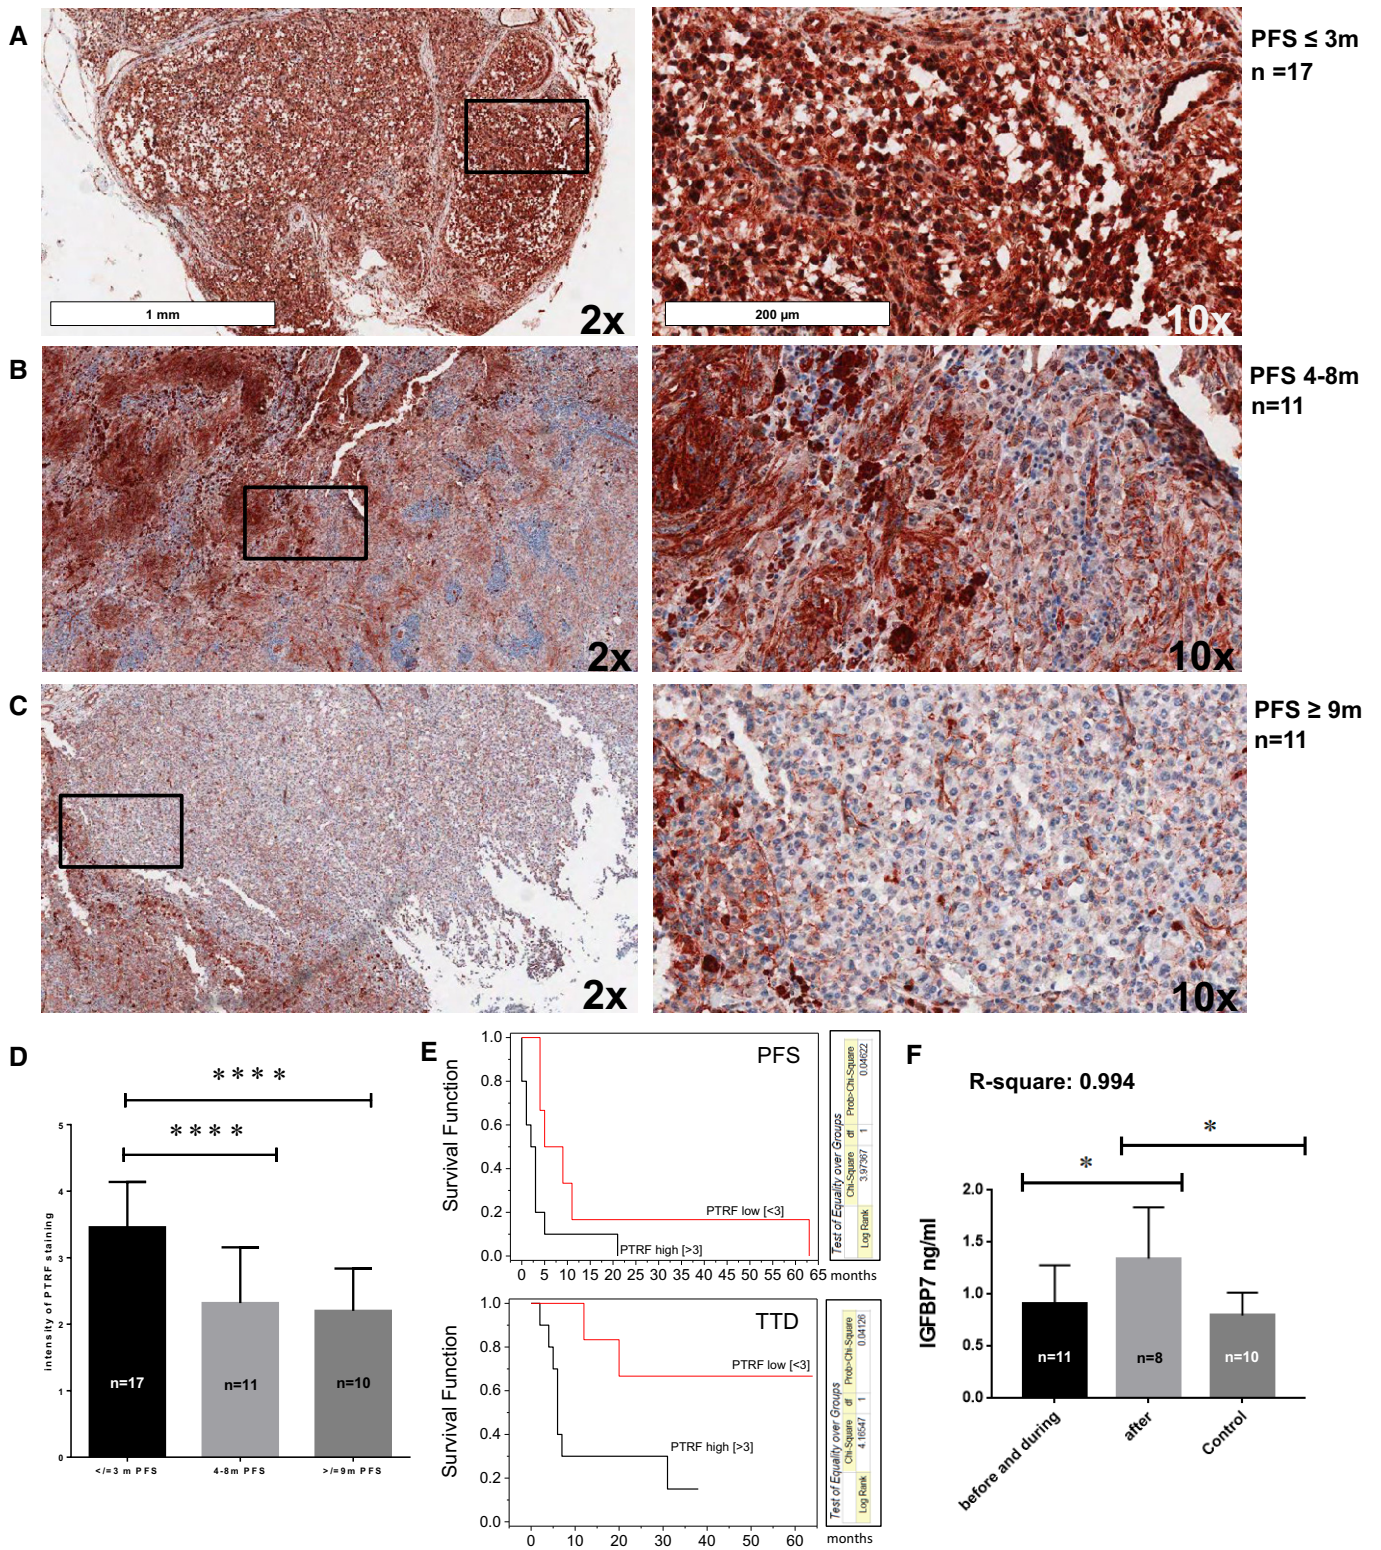 A
PFS ≤ 3m
n =17
1 mm
2x
200 µm
10x
B
PFS 4-8m
n=11
2x
10x
C
PFS ≥ 9m
n=11
2x
10x
D
****
****
intensity of PTRF staining
5
4
3
2
1
0
n=17
n=11
n=10
</=3 m PFS
4-8m PFS
>/=9m PFS
E
PFS
Survival Function
1.0
0.8
0.6
0.4
0.2
0.0
PTRF low [<3]
PTRF high [>3]
0 5 10 15 20 25 30 35 40 45 50 55 60 65 months
Test of Equality over Groups
Chi-Square df Prob>Chi-Square
Log Rank 3.97367 1 0.04622
TTD
Survival Function
1.0
0.8
0.6
0.4
0.2
0.0
PTRF low [<3]
PTRF high [>3]
0 10 20 30 40 50 60 months
Test of Equality over Groups
Chi-Square df Prob>Chi-Square
Log Rank 4.16547 1 0.04126
F
R-square: 0.994
*
*
IGFBP7 ng/ml
2.0
1.5
1.0
0.5
0.0
n=11
n=8
n=10
before and during
after
Control